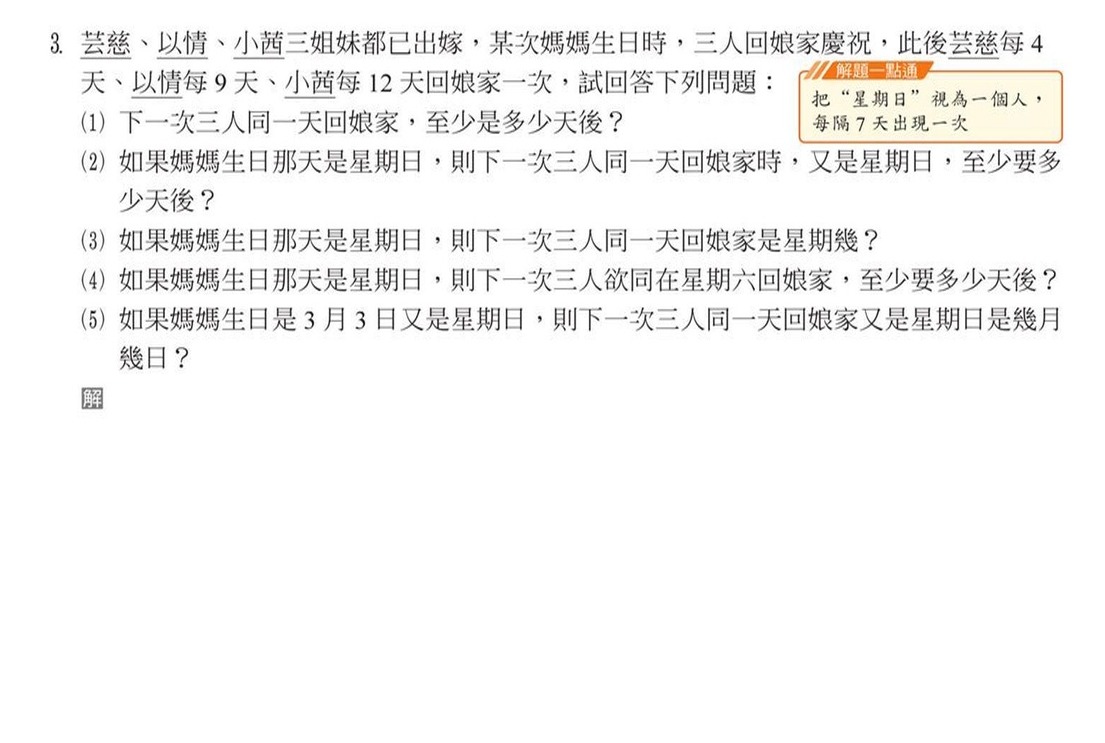 3. 芸慈、以情、小茜三姐妹都已出嫁，某次媽媽生日時，三人回娘家慶祝，此後芸慈每 4
天、以情每 9 天、小茜每 12 天回娘家一次，試回答下列問題：
解題一點通
把“星期日”視為一個人，
每隔 7 天出現一次
⑴ 下一次三人同一天回娘家，至少是多少天後？
⑵ 如果媽媽生日那天是星期日，則下一次三人同一天回娘家時，又是星期日，至少要多
少天後？
⑶ 如果媽媽生日那天是星期日，則下一次三人同一天回娘家是星期幾？
⑷ 如果媽媽生日那天是星期日，則下一次三人欲同在星期六回娘家，至少要多少天後？
⑸ 如果媽媽生日是 3 月 3 日又是星期日，則下一次三人同一天回娘家又是星期日是幾月
幾日？
解